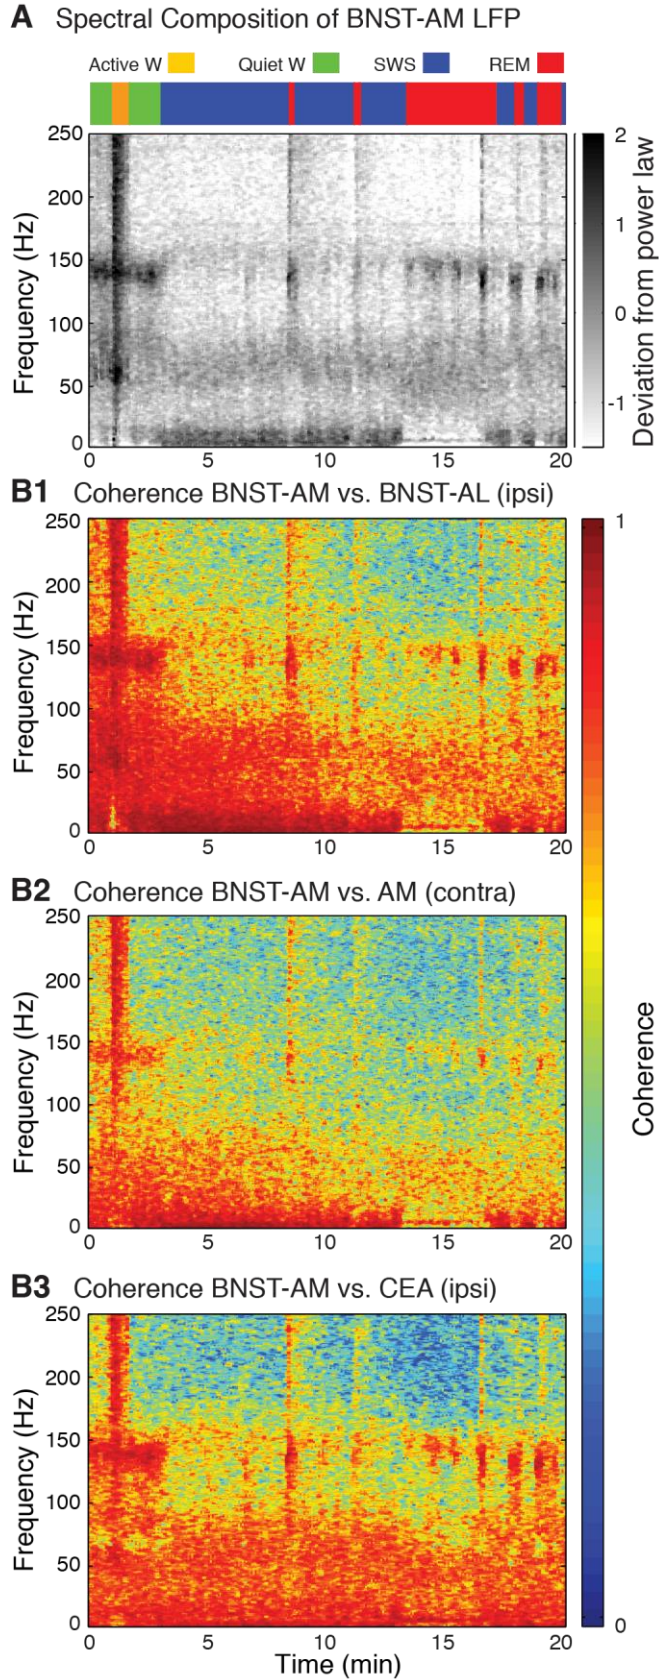 A Spectral Composition of BNST-AM LFP
Active W Quiet W SWS REM
250
200
150
100
50
0
Frequency (Hz)
0 5 10 15 20
2
1
0
-1
Deviation from power law
B1 Coherence BNST-AM vs. BNST-AL (ipsi)
250
200
150
100
50
0
Frequency (Hz)
0 5 10 15 20
B2 Coherence BNST-AM vs. AM (contra)
250
200
150
100
50
0
Frequency (Hz)
0 5 10 15 20
B3 Coherence BNST-AM vs. CEA (ipsi)
250
200
150
100
50
0
Frequency (Hz)
0 5 10 15 20
Time (min)
1
Coherence
0